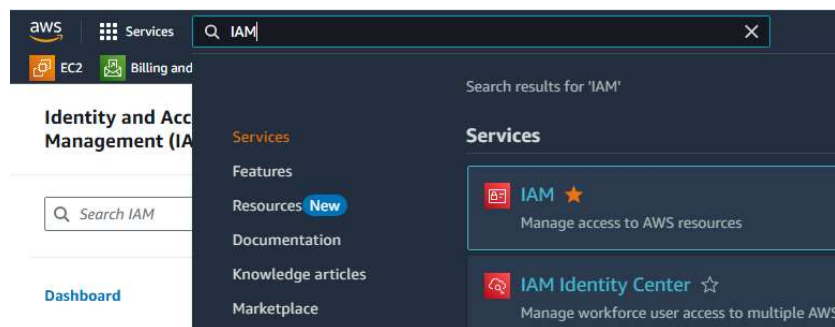 aws
Services
IAM
EC2
Billing and
Identity and Acc
Management (IA
Search IAM
Dashboard
Services
Features
Resources New
Documentation
Knowledge articles
Marketplace
Search results for 'IAM'
Services
IAM
Manage access to AWS resources
IAM Identity Center
Manage workforce user access to multiple AWS